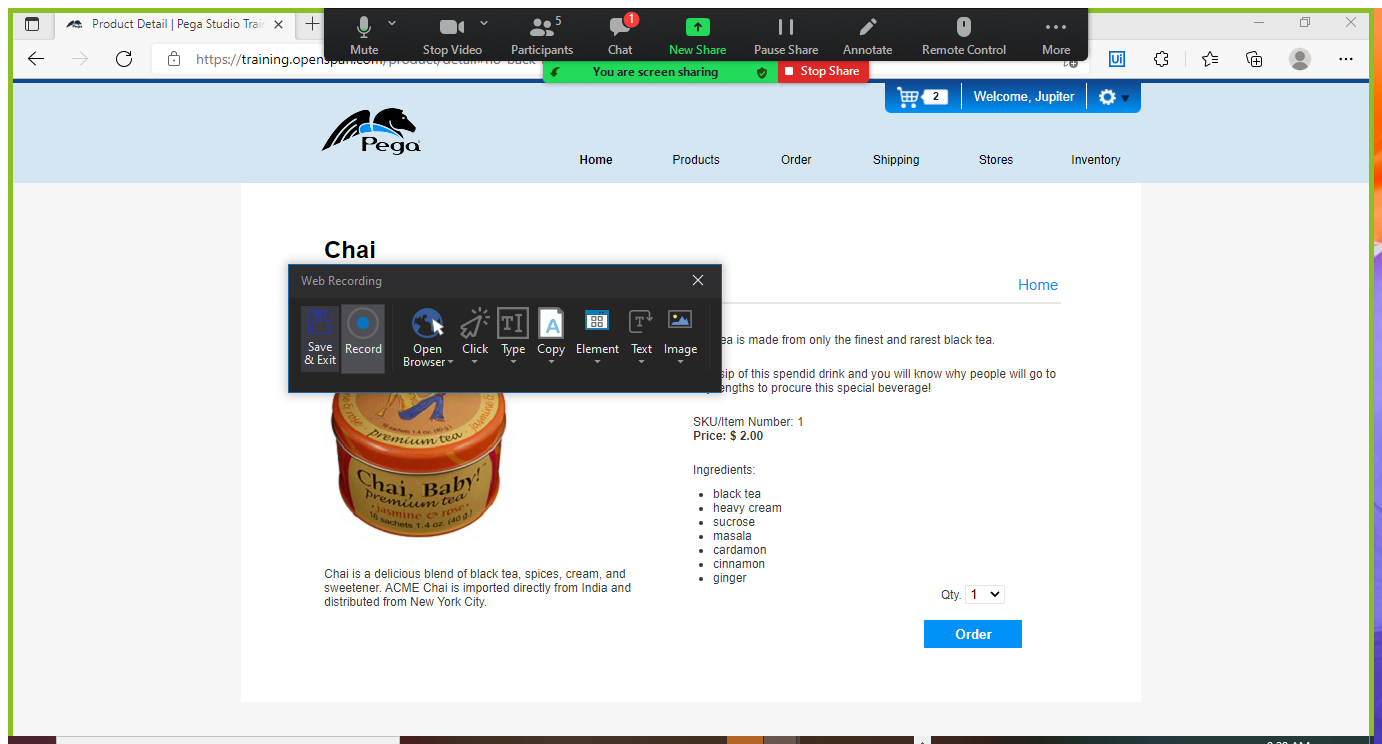 Product Detail | Pega Studio Trai
Mute
Stop Video
Participants
5
Chat
1
New Share
Pause Share
Annotate
Remote Control
More
https://training.openspan.com/product/detail#no-back
Ui
You are screen sharing
Stop Share
2
Welcome, Jupiter
Pega
Home
Products
Order
Shipping
Stores
Inventory
Chai
Web Recording
Home
Save & Exit
Record
Open Browser
Click
Type
Copy
Element
Text
Image
is made from only the finest and rarest black tea.
sip of this spendid drink and you will know why people will go to
to procure this special beverage!
SKU/Item Number: 1
Price: $ 2.00
Ingredients:
black tea
heavy cream
sucrose
masala
cardamon
cinnamon
ginger
premium tea
Chai, Baby!
premium tea
jasmine & rose
16 sachets 1.4 oz. (40 g.)
Chai is a delicious blend of black tea, spices, cream, and
sweetener. ACME Chai is imported directly from India and
distributed from New York City.
Qty. 1
Order